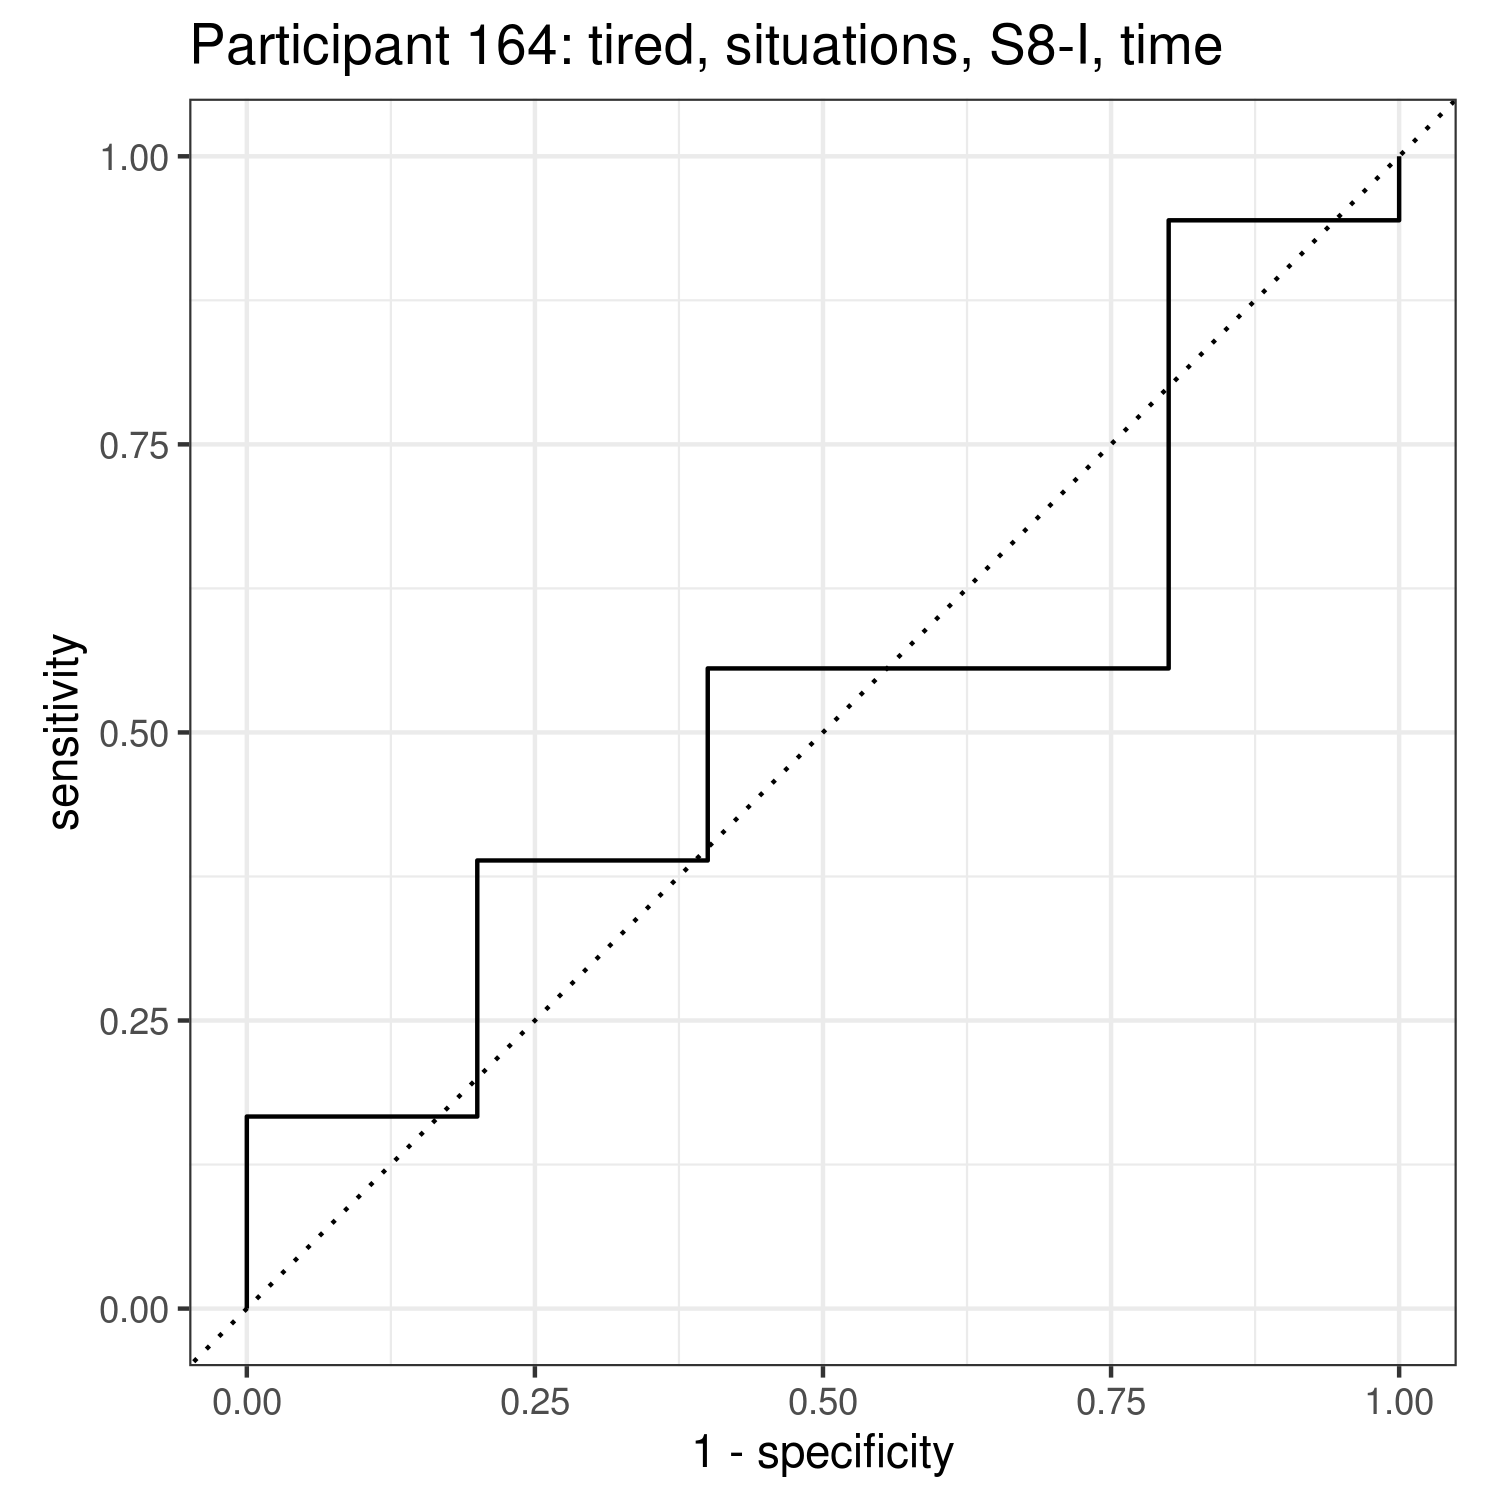 Participant 164: tired, situations, S8-I, time
1.00
0.75
0.50
0.25
0.00
sensitivity
0.00 0.25 0.50 0.75 1.00
1 - specificity